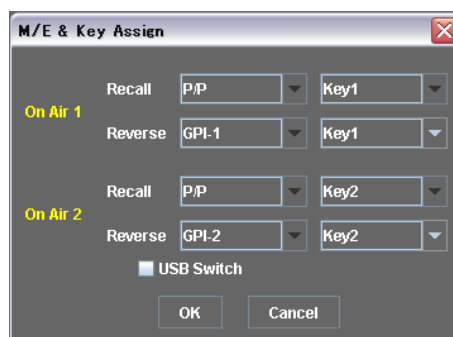 M/E & Key Assign
On Air 1
Recall P/P Key1
Reverse GPI-1 Key1
On Air 2
Recall P/P Key2
Reverse GPI-2 Key2
USB Switch
OK Cancel